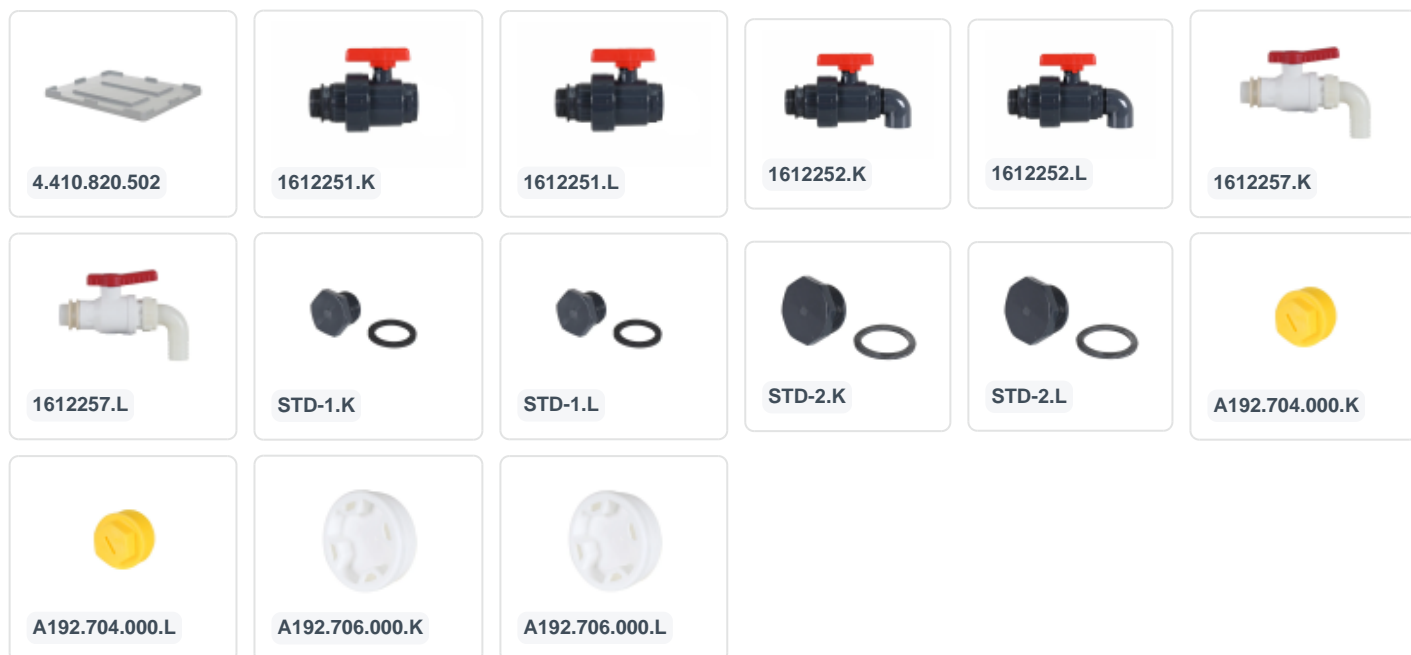 4.410.820.502
1612251.K
1612251.L
1612252.K
1612252.L
1612257.K
1612257.L
STD-1.K
STD-1.L
STD-2.K
STD-2.L
A192.704.000.K
A192.704.000.L
A192.706.000.K
A192.706.000.L